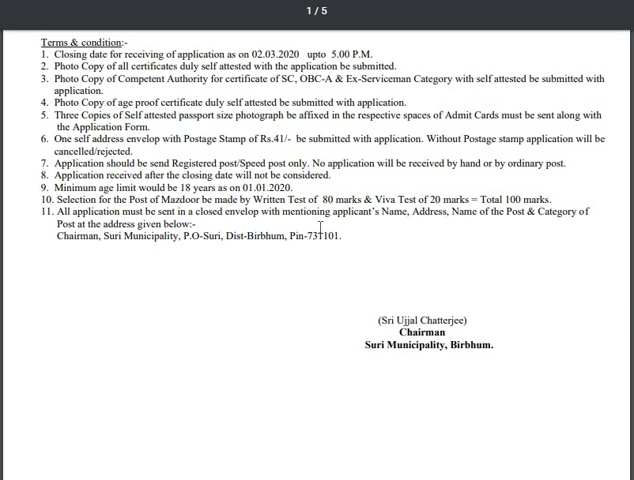 1 / 5
Terms & condition:-
1. Closing date for receiving of application as on 02.03.2020 upto 5.00 P.M.
2. Photo Copy of all certificates duly self attested with the application be submitted.
3. Photo Copy of Competent Authority for certificate of SC, OBC-A & Ex-Serviceman Category with self attested be submitted with
application.
4. Photo Copy of age proof certificate duly self attested be submitted with application.
5. Three Copies of Self attested passport size photograph be affixed in the respective spaces of Admit Cards must be sent along with
the Application Form.
6. One self address envelop with Postage Stamp of Rs.41/- be submitted with application. Without Postage stamp application will be
cancelled/rejected.
7. Application should be send Registered post/Speed post only. No application will be received by hand or by ordinary post.
8. Application received after the closing date will not be considered.
9. Minimum age limit would be 18 years as on 01.01.2020.
10. Selection for the Post of Mazdoor be made by Written Test of 80 marks & Viva Test of 20 marks = Total 100 marks.
11. All application must be sent in a closed envelop with mentioning applicant's Name, Address, Name of the Post & Category of
Post at the address given below:-
Chairman, Suri Municipality, P.O-Suri, Dist-Birbhum, Pin-731101.
(Sri Ujjal Chatterjee)
Chairman
Suri Municipality, Birbhum.